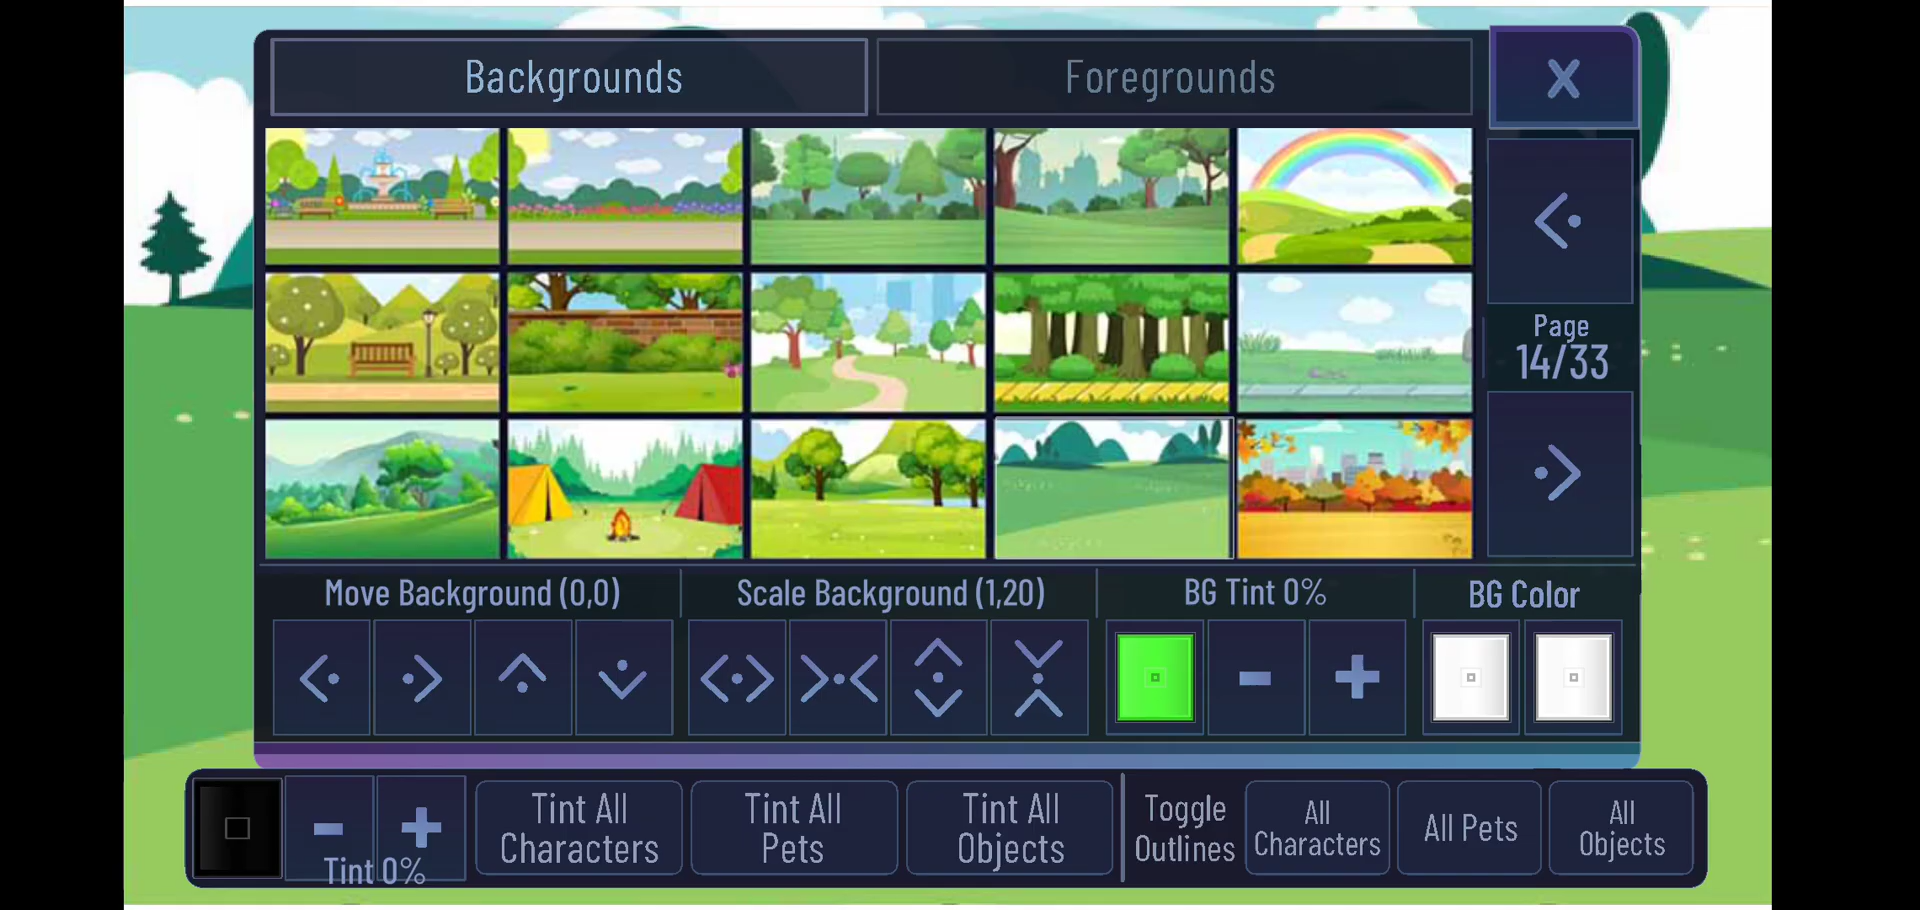 Backgrounds
Foregrounds
X
Page
14/33
Move Background (0,0)
Scale Background (1,20)
BG Tint 0%
BG Color
Tint 0%
Tint All
Characters
Tint All
Pets
Tint All
Objects
Toggle
Outlines
All
Characters
All Pets
All
Objects